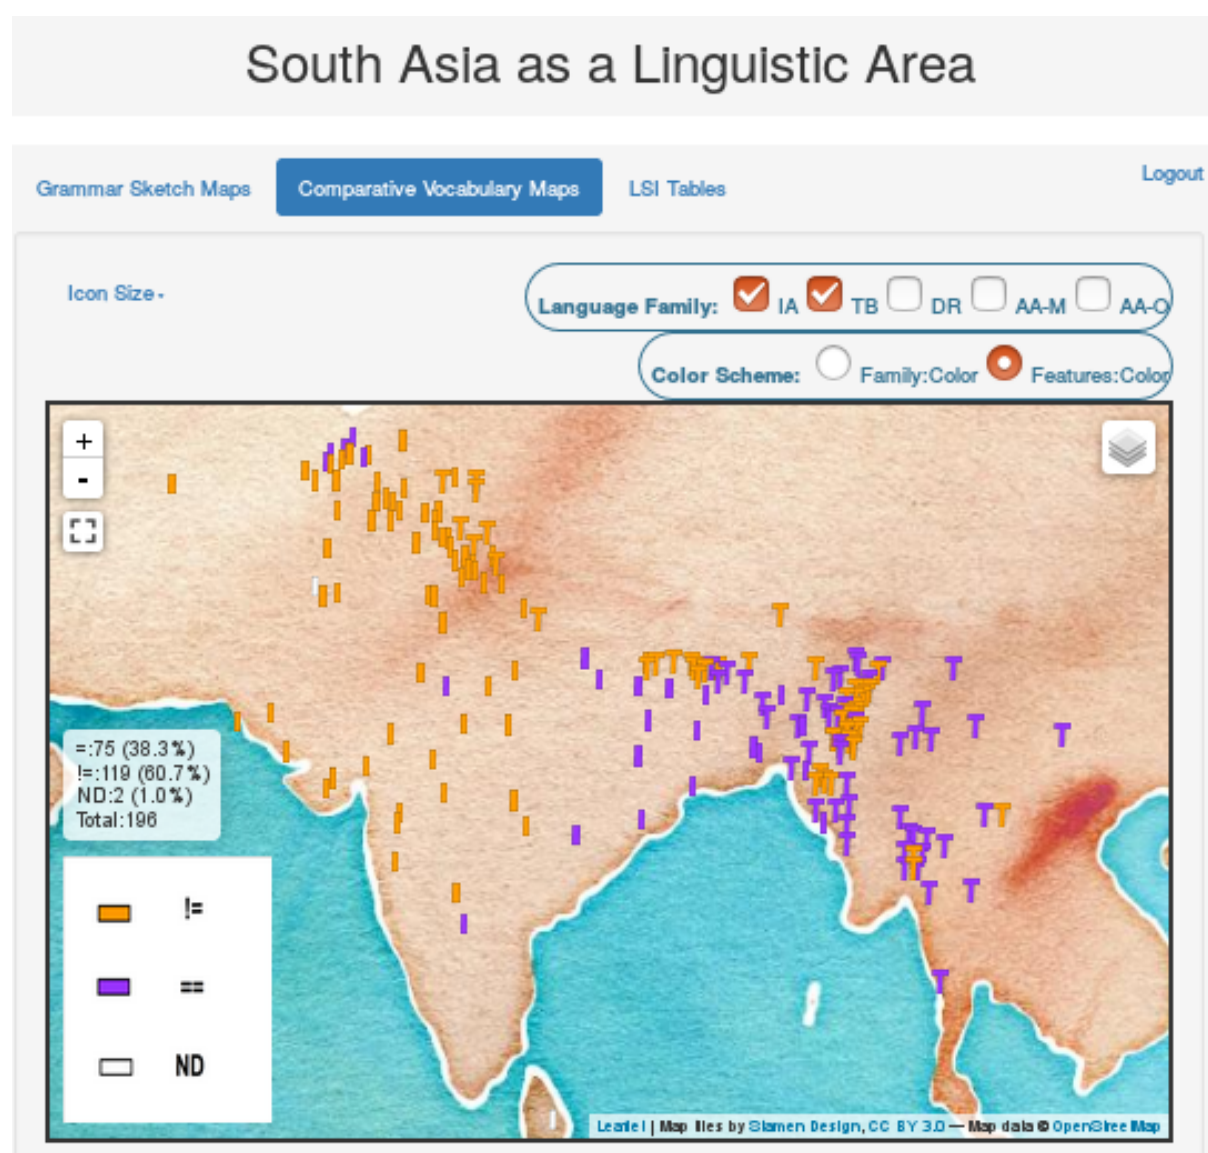 South Asia as a Linguistic Area
Grammar Sketch Maps Comparative Vocabulary Maps LSI Tables Logout
Icon Size
Language Family: IA TB DR AA-M AA-O
Color Scheme: Family:Color Features:Color
+
-
=:75 (38.3%)
!=:119 (60.7%)
ND:2 (1.0%)
Total:196
!=
==
ND
Leaflet | Map tiles by Stamen Design, CC BY 3.0 — Map data © OpenStreetMap